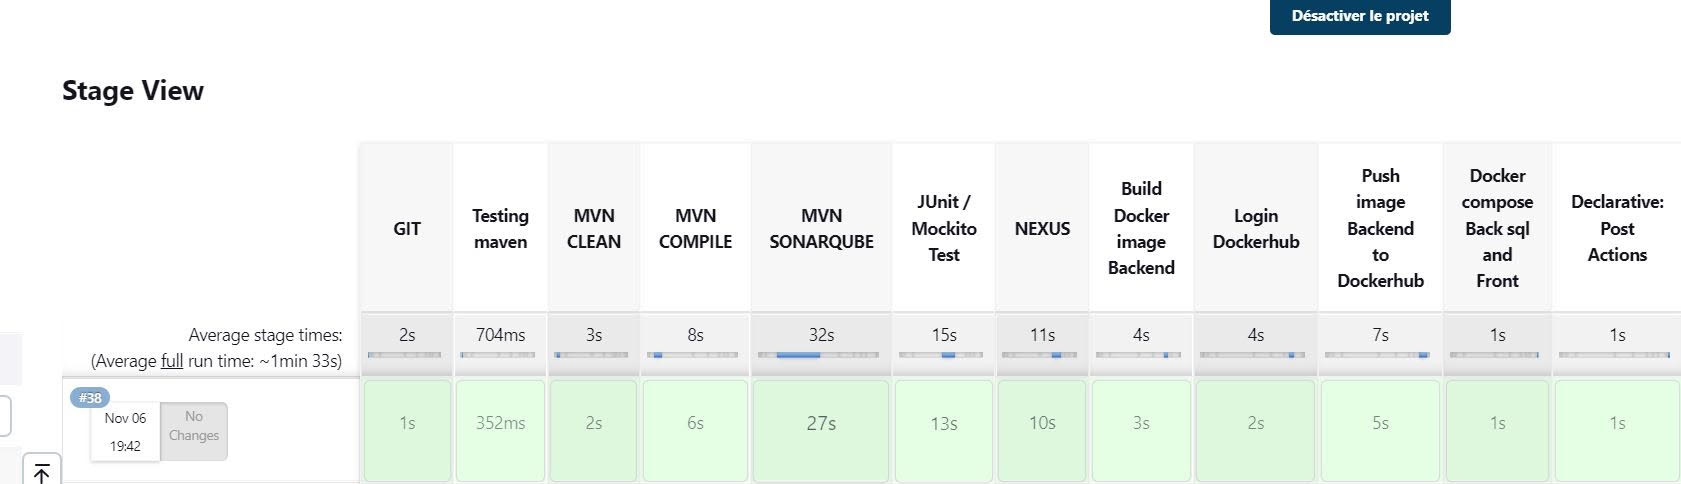 Désactiver le projet
Stage View
GIT
Testing
maven
MVN
CLEAN
MVN
COMPILE
MVN
SONARQUBE
JUnit /
Mockito
Test
NEXUS
Build
Docker
image
Backend
Login
Dockerhub
Push
image
Backend
to
Dockerhub
Docker
compose
Back sql
and
Front
Declarative:
Post
Actions
Average stage times:
(Average full run time: ~1min 33s)
2s
704ms
3s
8s
32s
15s
11s
4s
4s
7s
1s
1s
#38
Nov 06
19:42
No
Changes
1s
352ms
2s
6s
27s
13s
10s
3s
2s
5s
1s
1s